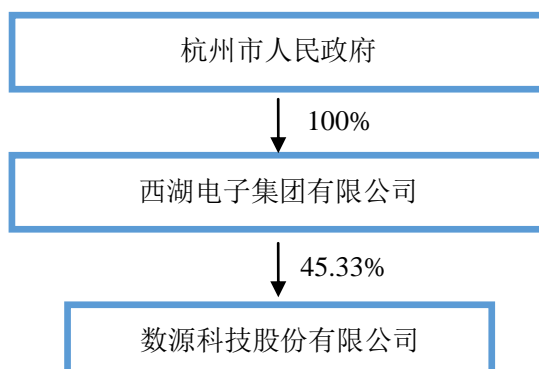 杭州市人民政府
100%
西湖电子集团有限公司
45.33%
数源科技股份有限公司